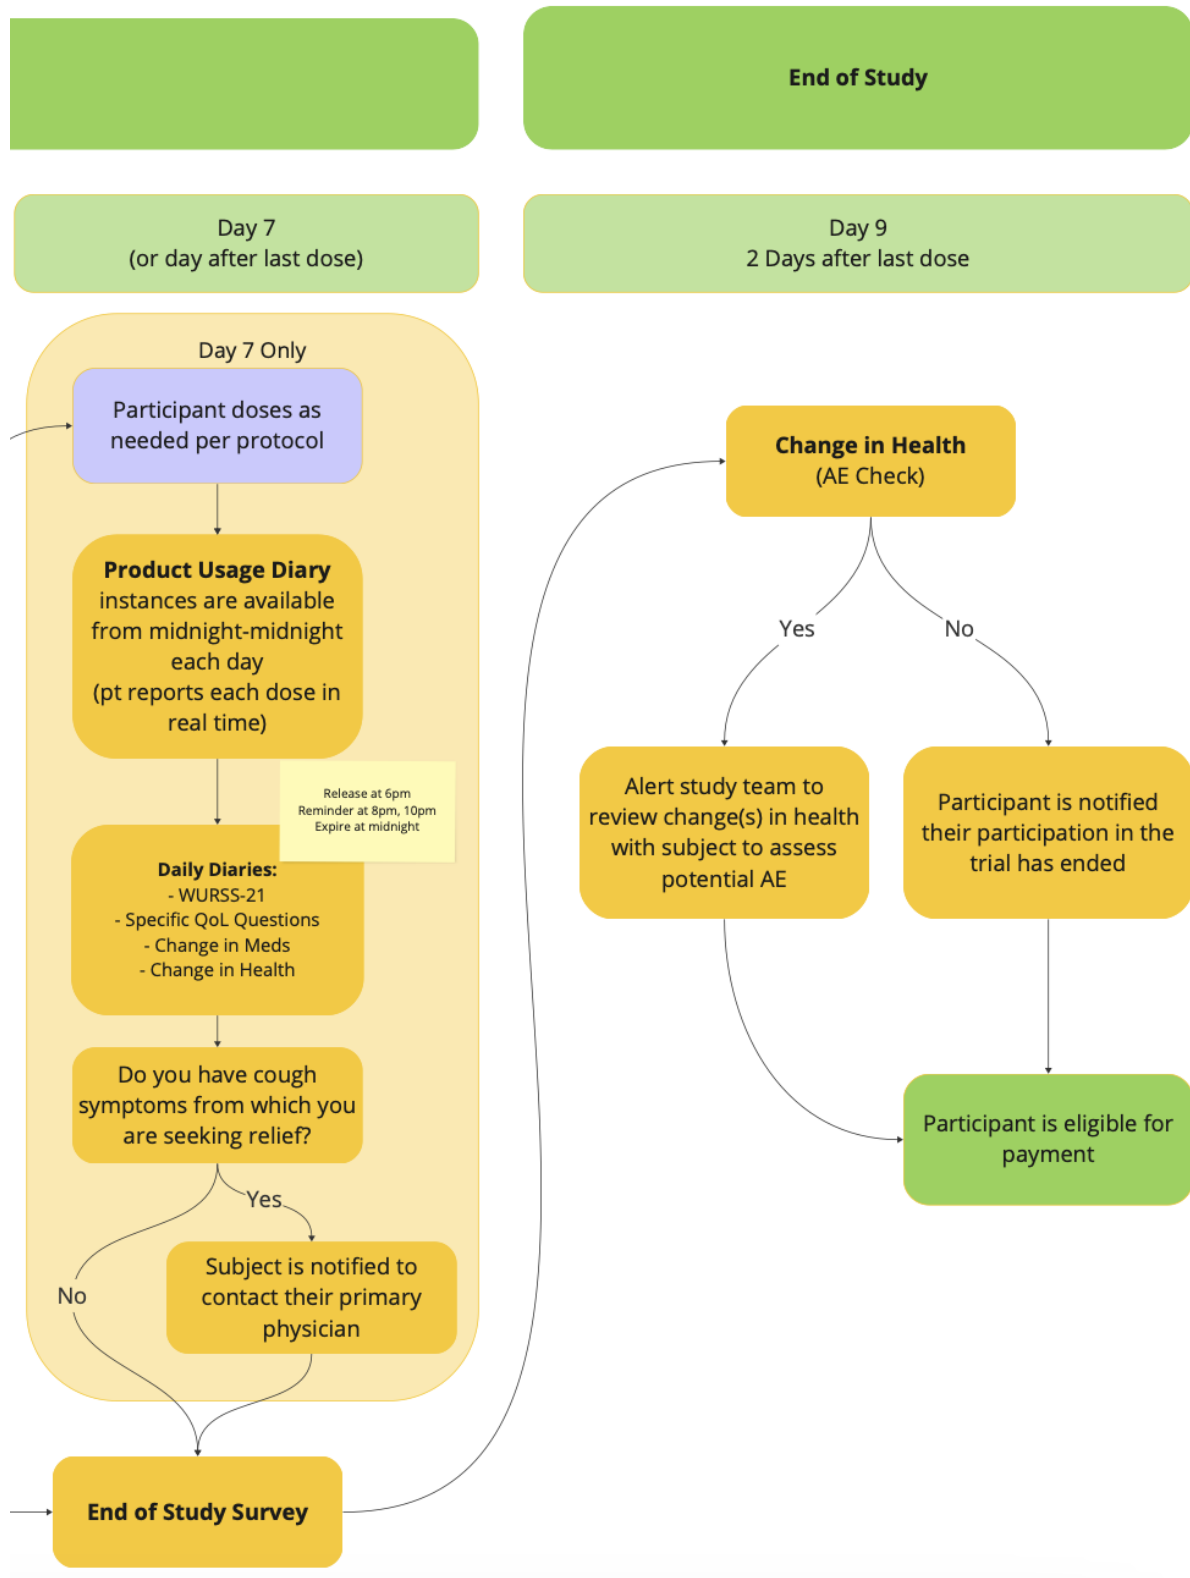 End of Study
Day 7
(or day after last dose)
Day 9
2 Days after last dose
Day 7 Only
Participant doses as
needed per protocol
Product Usage Diary
instances are available
from midnight-midnight
each day
(pt reports each dose in
real time)
Release at 6pm
Reminder at 8pm, 10pm
Expire at midnight
Daily Diaries:
- WURSS-21
- Specific QoL Questions
- Change in Meds
- Change in Health
Do you have cough
symptoms from which you
are seeking relief?
Yes
No
Subject is notified to
contact their primary
physician
End of Study Survey
Change in Health
(AE Check)
Yes
No
Alert study team to
review change(s) in health
with subject to assess
potential AE
Participant is notified
their participation in the
trial has ended
Participant is eligible for
payment